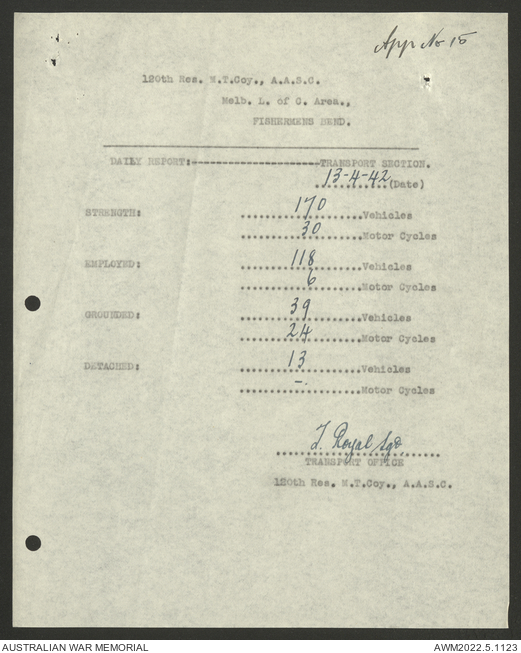 App No 15
120th Res. M.T.Coy., A.A.S.C.
Melb. L. of C. Area.,
FISHERMENS BEND.
DAILY REPORT:------------------------TRANSPORT SECTION.
13-4-42 (Date)
STRENGTH: 170 Vehicles
30 Motor Cycles
EMPLOYED: 118 Vehicles
6 Motor Cycles
GROUNDED: 39 Vehicles
24 Motor Cycles
DETACHED: 13 Vehicles
-. Motor Cycles
Royal Sgt.
TRANSPORT OFFICE
120th Res. M.T.Coy., A.A.S.C.
AUSTRALIAN WAR MEMORIAL
AWM2022.5.1123